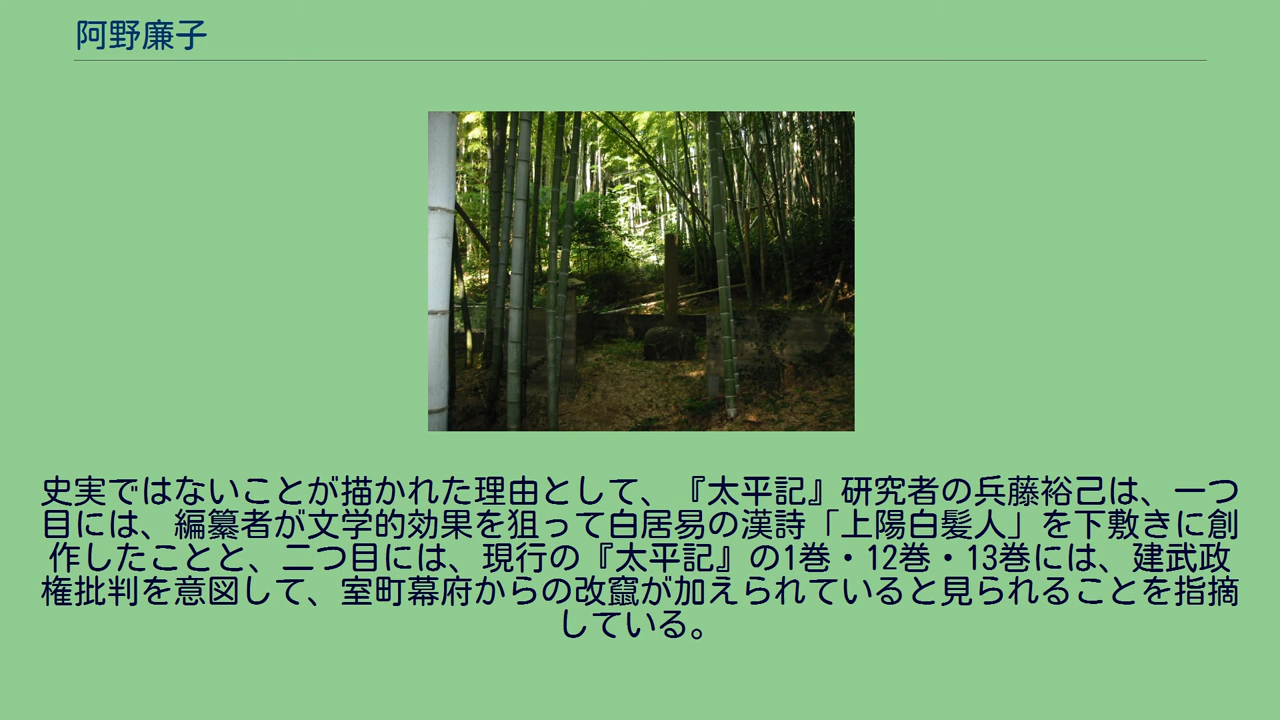 阿野廉子
史実ではないことが描かれた理由として、『太平記』研究者の兵藤裕己は、一つ
目には、編纂者が文学的効果を狙って白居易の漢詩「上陽白髪人」を下敷きに創
作したことと、二つ目には、現行の『太平記』の1巻・12巻・13巻には、建武政
権批判を意図して、室町幕府からの改竄が加えられていると見られることを指摘
している。